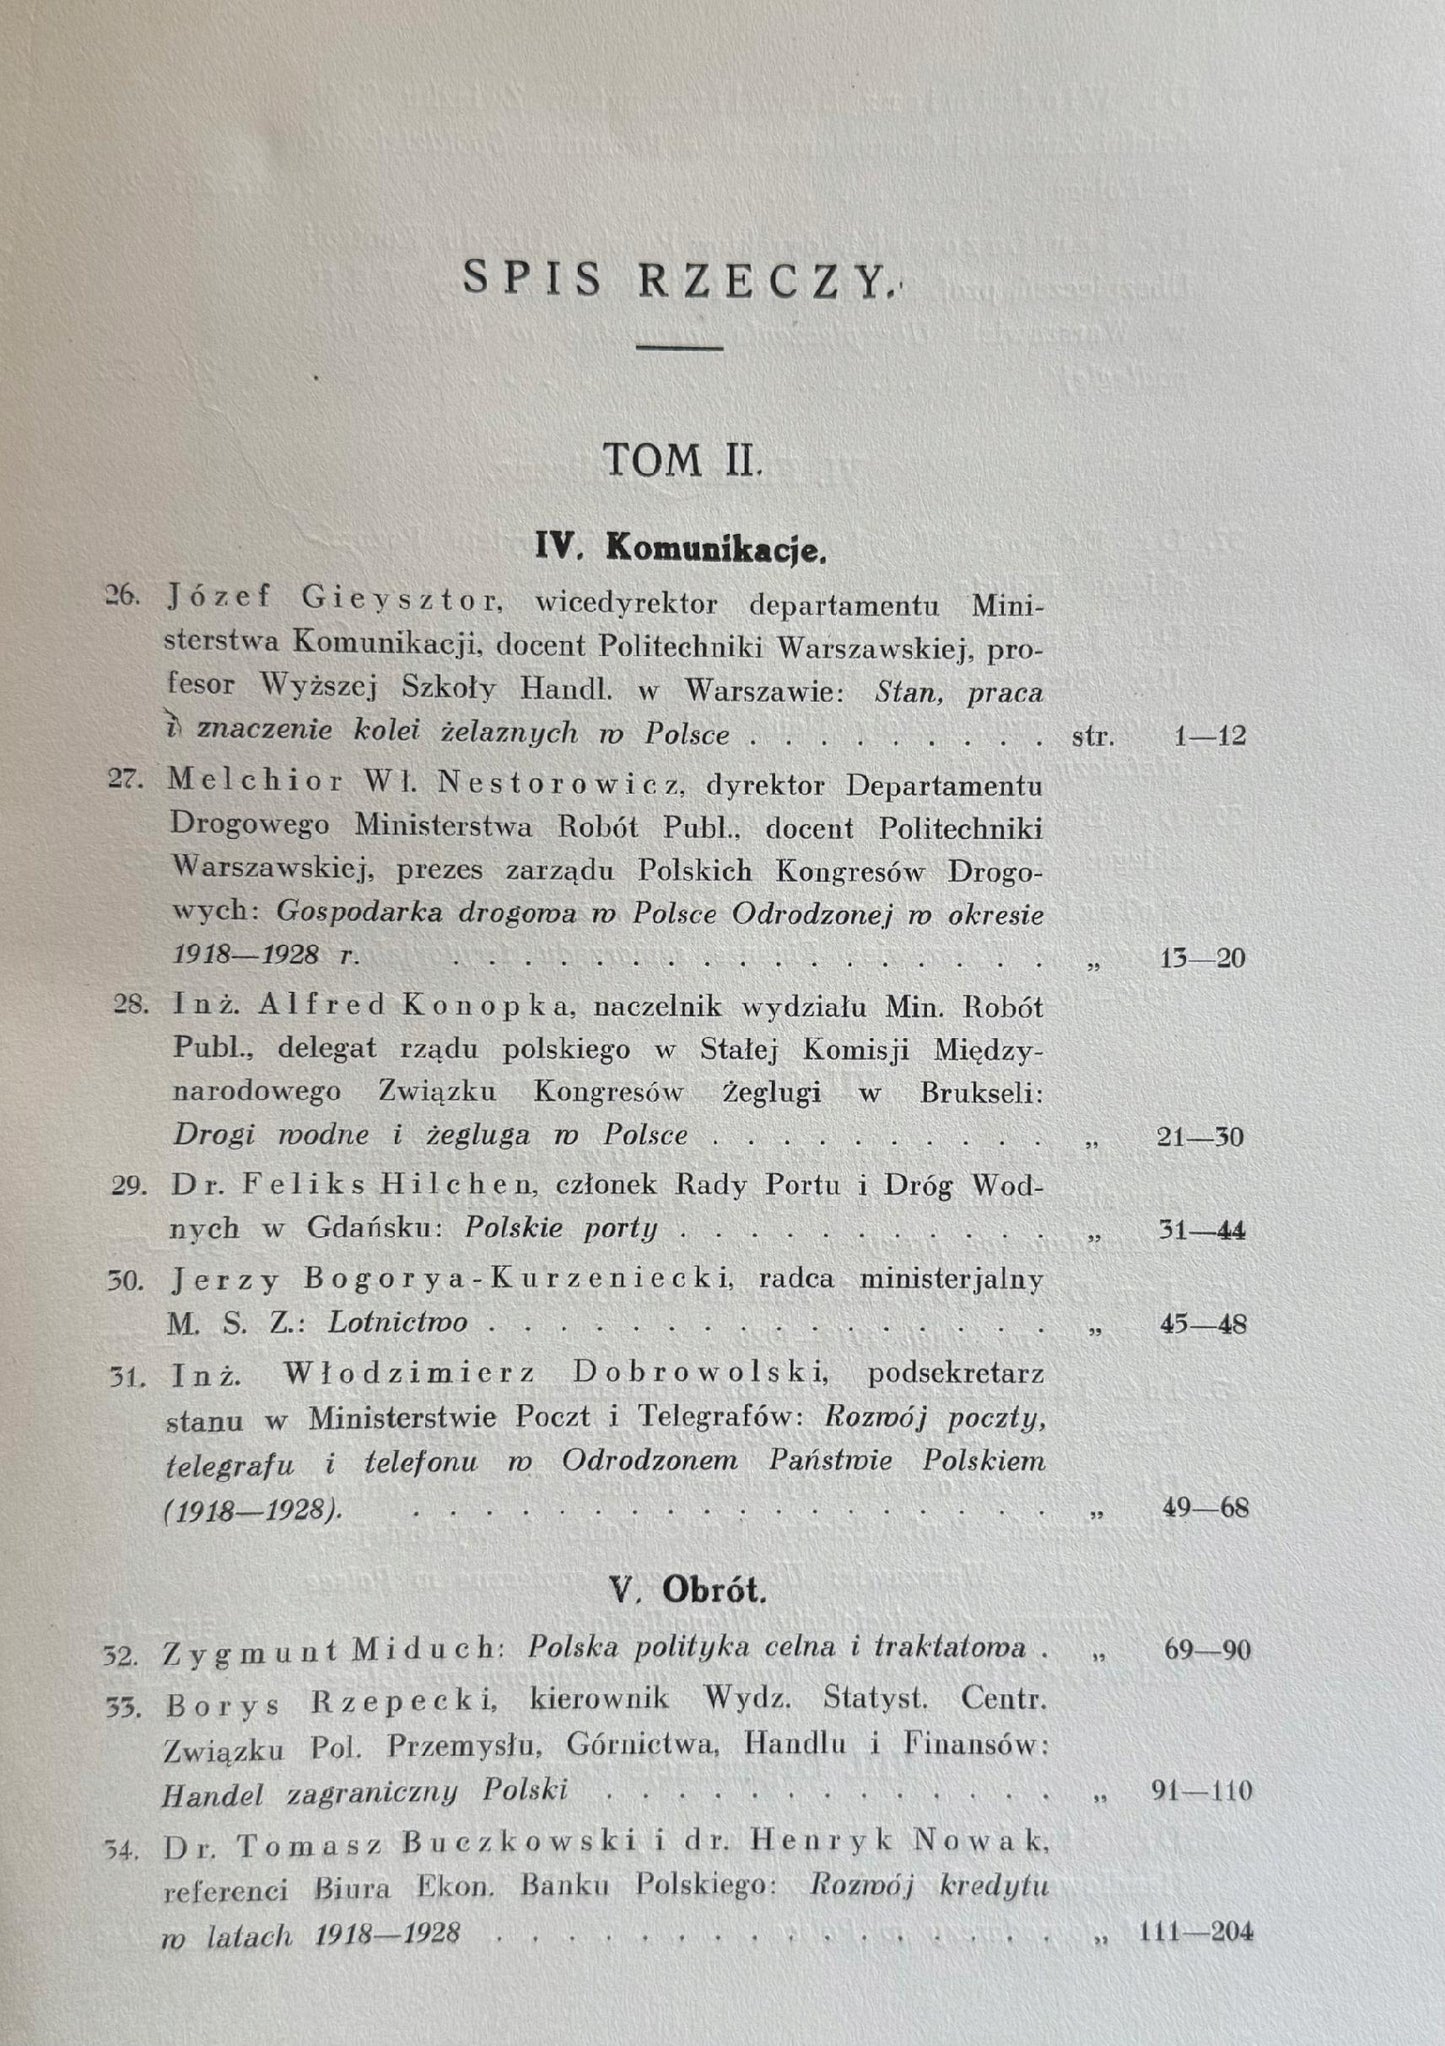 SPIS RZECZY.
TOM II.
IV. Komunikacje.
26. Józef Gieysztor, wicedyrektor departamentu Mini-
sterstwa Komunikacji, docent Politechniki Warszawskiej, pro-
fesor Wyższej Szkoły Handl. w Warszawie: Stan, praca
i znaczenie kolei żelaznych w Polsce . . . . . . . . . str. 1—12
27. Melchior Wł. Nestorowicz, dyrektor Departamentu
Drogowego Ministerstwa Robót Publ., docent Politechniki
Warszawskiej, prezes zarządu Polskich Kongresów Drogo-
wych: Gospodarka drogowa w Polsce Odrodzonej w okresie
1918—1928 r. . . . . . . . . . . . . . . . . . „ 13—20
28. Inż. Alfred Konopka, naczelnik wydziału Min. Robót
Publ., delegat rządu polskiego w Stałej Komisji Między-
narodowego Związku Kongresów Żeglugi w Brukseli:
Drogi wodne i żegluga w Polsce . . . . . . . . . . „ 21—30
29. Dr. Feliks Hilchen, członek Rady Portu i Dróg Wod-
nych w Gdańsku: Polskie porty . . . . . . . . . . . „ 31—44
30. Jerzy Bogorya-Kurzeniecki, radca ministerjalny
M. S. Z.: Lotnictwo . . . . . . . . . . . . . . . . „ 45—48
31. Inż. Włodzimierz Dobrowolski, podsekretarz
stanu w Ministerstwie Poczt i Telegrafów: Rozwój poczty,
telegrafu i telefonu w Odrodzonem Państwie Polskiem
(1918—1928). . . . . . . . . . . . . . . . . . . „ 49—68
V. Obrót.
32. Zygmunt Miduch: Polska polityka celna i traktatowa . „ 69—90
33. Borys Rzepecki, kierownik Wydz. Statyst. Centr.
Związku Pol. Przemysłu, Górnictwa, Handlu i Finansów:
Handel zagraniczny Polski . . . . . . . . . . . . . „ 91—110
34. Dr. Tomasz Buczkowski i dr. Henryk Nowak,
referenci Biura Ekon. Banku Polskiego: Rozwój kredytu
w latach 1918—1928 . . . . . . . . . . . . . . . . „ 111—204